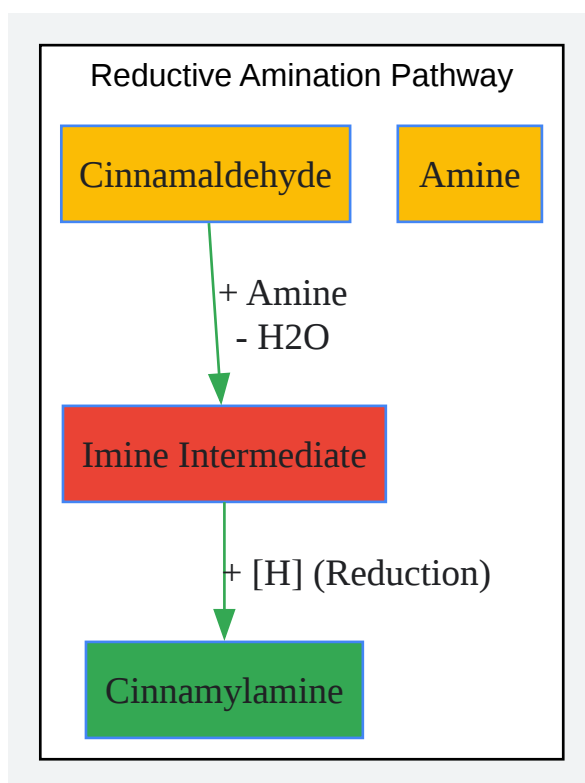 Reductive Amination Pathway
Cinnamaldehyde
Amine
+ Amine
- H2O
Imine Intermediate
+ [H] (Reduction)
Cinnamylamine